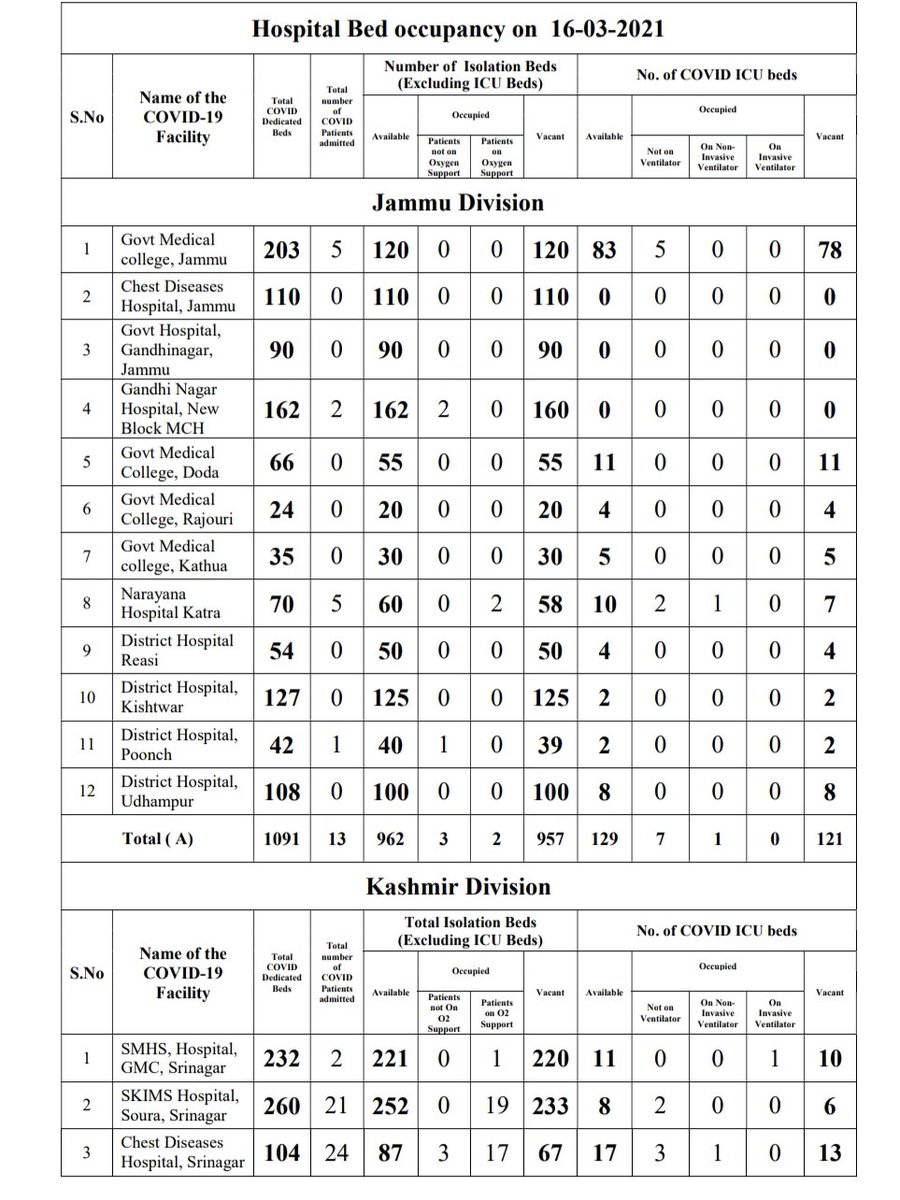 Hospital Bed occupancy on 16-03-2021
S.No Name of the COVID-19 Facility Total COVID Dedicated Beds Total number of COVID Patients admitted Number of Isolation Beds (Excluding ICU Beds) No. of COVID ICU beds
Available Occupied Vacant Available Occupied Vacant
Patients not on Oxygen Support Patients on Oxygen Support Not on Ventilator On Non-Invasive Ventilator On Invasive Ventilator
Jammu Division
1 Govt Medical college, Jammu 203 5 120 0 0 120 83 5 0 0 78
2 Chest Diseases Hospital, Jammu 110 0 110 0 0 110 0 0 0 0 0
3 Govt Hospital, Gandhinagar, Jammu 90 0 90 0 0 90 0 0 0 0 0
4 Gandhi Nagar Hospital, New Block MCH 162 2 162 2 0 160 0 0 0 0 0
5 Govt Medical College, Doda 66 0 55 0 0 55 11 0 0 0 11
6 Govt Medical College, Rajouri 24 0 20 0 0 20 4 0 0 0 4
7 Govt Medical college, Kathua 35 0 30 0 0 30 5 0 0 0 5
8 Narayana Hospital Katra 70 5 60 0 2 58 10 2 1 0 7
9 District Hospital Reasi 54 0 50 0 0 50 4 0 0 0 4
10 District Hospital, Kishtwar 127 0 125 0 0 125 2 0 0 0 2
11 District Hospital, Poonch 42 1 40 1 0 39 2 0 0 0 2
12 District Hospital, Udhampur 108 0 100 0 0 100 8 0 0 0 8
Total ( A) 1091 13 962 3 2 957 129 7 1 0 121
Kashmir Division
S.No Name of the COVID-19 Facility Total COVID Dedicated Beds Total number of COVID Patients admitted Total Isolation Beds (Excluding ICU Beds) No. of COVID ICU beds
Available Occupied Vacant Available Occupied Vacant
Patients not On O2 Support Patients on O2 Support Not on Ventilator On Non-Invasive Ventilator On Invasive Ventilator
1 SMHS, Hospital, GMC, Srinagar 232 2 221 0 1 220 11 0 0 1 10
2 SKIMS Hospital, Soura, Srinagar 260 21 252 0 19 233 8 2 0 0 6
3 Chest Diseases Hospital, Srinagar 104 24 87 3 17 67 17 3 1 0 13